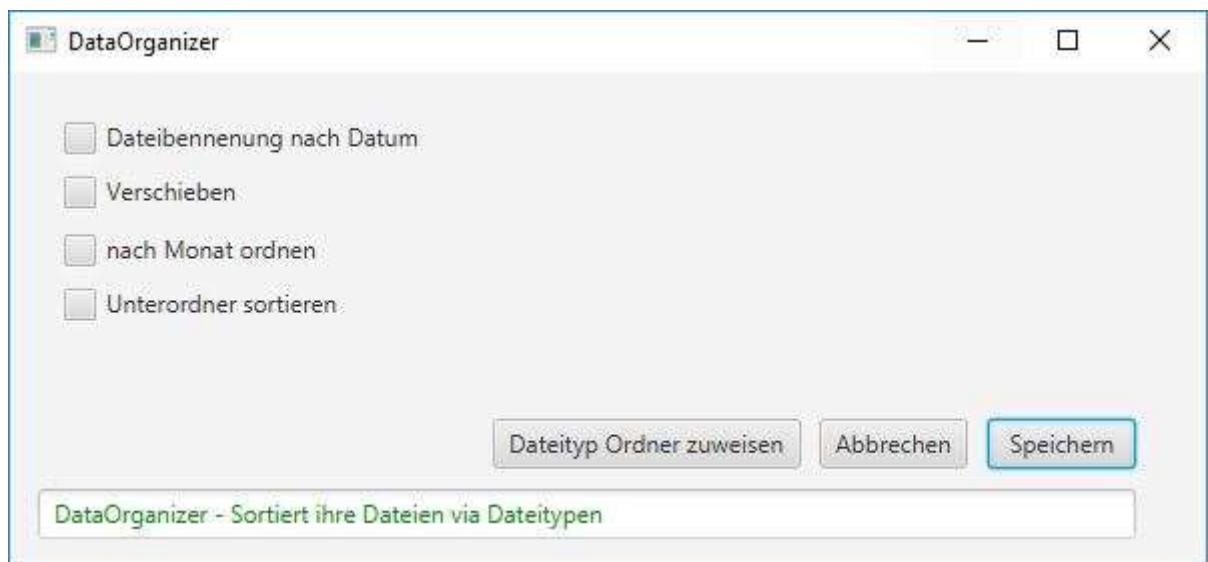 DataOrganizer
Dateibennenung nach Datum
Verschieben
nach Monat ordnen
Unterordner sortieren
Dateityp Ordner zuweisen Abbrechen Speichern
DataOrganizer - Sortiert ihre Dateien via Dateitypen